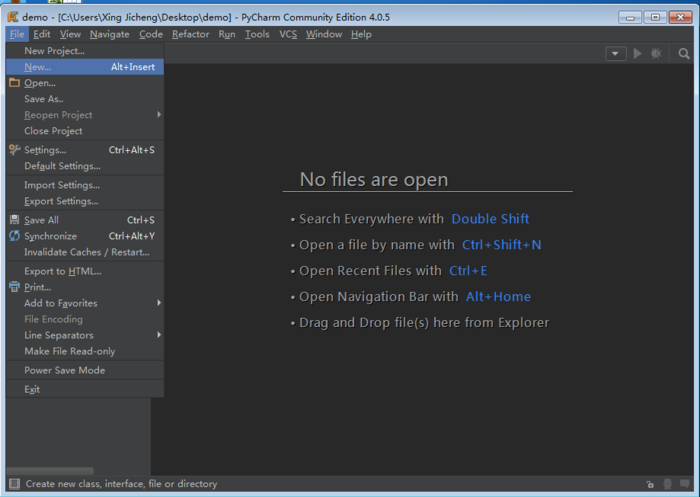 demo - [C:\Users\Xing Jicheng\Desktop\demo] - PyCharm Community Edition 4.0.5
File Edit View Navigate Code Refactor Run Tools VCS Window Help
New Project...
New... Alt+Insert
Open...
Save As..
Reopen Project
Close Project
Settings... Ctrl+Alt+S
Default Settings...
Import Settings...
Export Settings...
Save All Ctrl+S
Synchronize Ctrl+Alt+Y
Invalidate Caches / Restart...
Export to HTML...
Print...
Add to Favorites
File Encoding
Line Separators
Make File Read-only
Power Save Mode
Exit
No files are open
• Search Everywhere with Double Shift
• Open a file by name with Ctrl+Shift+N
• Open Recent Files with Ctrl+E
• Open Navigation Bar with Alt+Home
• Drag and Drop file(s) here from Explorer
Create new class, interface, file or directory